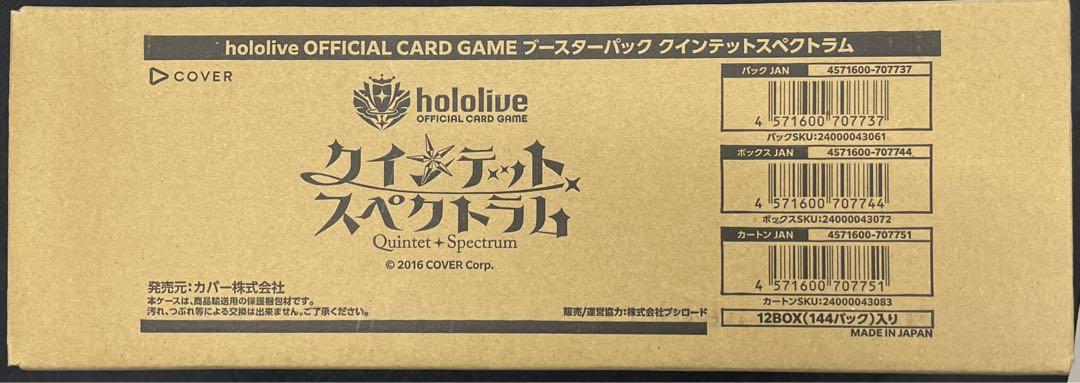 hololive OFFICIAL CARD GAME ブースターパック クインテットスペクトラム
COVER
hololive
OFFICIAL CARD GAME
クインテット
スペクトラム
Quintet Spectrum
© 2016 COVER Corp.
発売元:カバー株式会社
本ケースは、商品輸送用の保護梱包材です。
汚れ、つぶれ等による交換は出来ません。ご了承ください。
販売/運営協力:株式会社ブシロード
パック JAN 4571600-707737
4 571600 707737
パックSKU:24000043061
ボックス JAN 4571600-707744
4 571600 707744
ボックスSKU:24000043072
カートン JAN 4571600-707751
4 571600 707751
カートンSKU:24000043083
12BOX(144パック)入り
MADE IN JAPAN